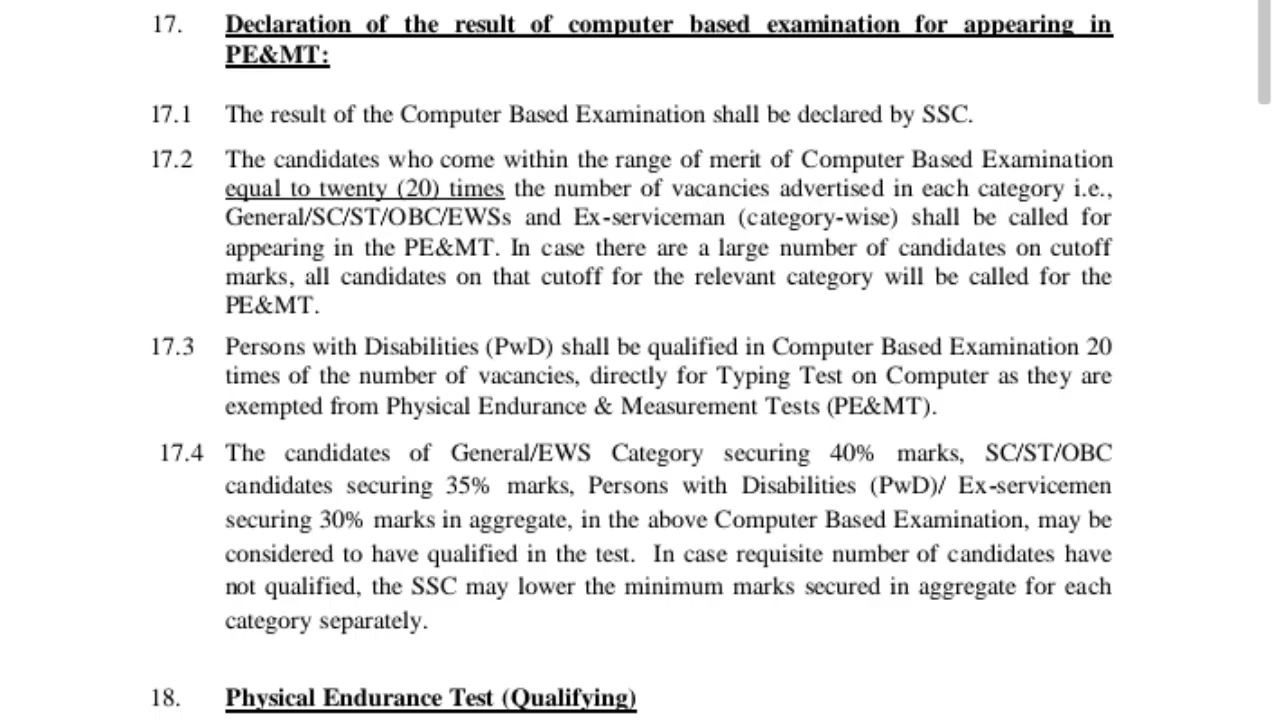 17. Declaration of the result of computer based examination for appearing in
PE&MT:
17.1 The result of the Computer Based Examination shall be declared by SSC.
17.2 The candidates who come within the range of merit of Computer Based Examination
equal to twenty (20) times the number of vacancies advertised in each category i.e.,
General/SC/ST/OBC/EWSs and Ex-serviceman (category-wise) shall be called for
appearing in the PE&MT. In case there are a large number of candidates on cutoff
marks, all candidates on that cutoff for the relevant category will be called for the
PE&MT.
17.3 Persons with Disabilities (PwD) shall be qualified in Computer Based Examination 20
times of the number of vacancies, directly for Typing Test on Computer as they are
exempted from Physical Endurance & Measurement Tests (PE&MT).
17.4 The candidates of General/EWS Category securing 40% marks, SC/ST/OBC
candidates securing 35% marks, Persons with Disabilities (PwD)/ Ex-servicemen
securing 30% marks in aggregate, in the above Computer Based Examination, may be
considered to have qualified in the test. In case requisite number of candidates have
not qualified, the SSC may lower the minimum marks secured in aggregate for each
category separately.
18. Physical Endurance Test (Qualifying)